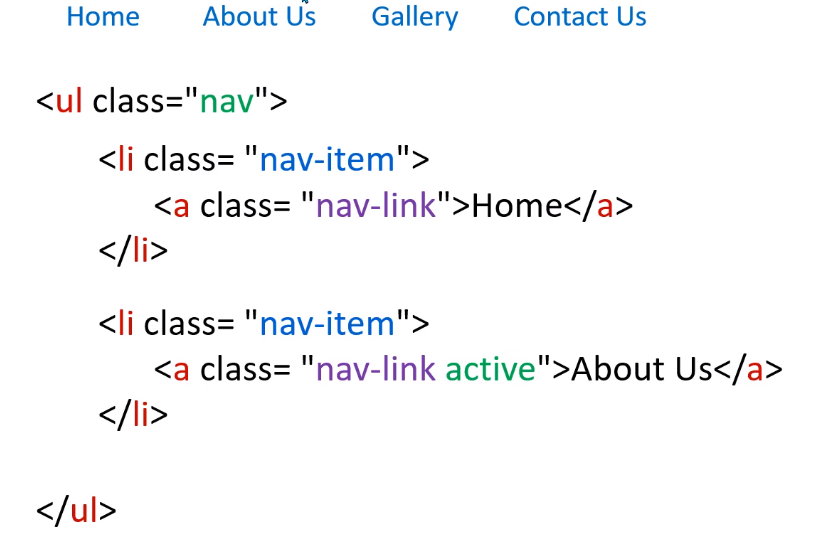 Home About Us Gallery Contact Us
<ul class="nav">
<li class= "nav-item">
<a class= "nav-link">Home</a>
</li>
<li class= "nav-item">
<a class= "nav-link active">About Us</a>
</li>
</ul>